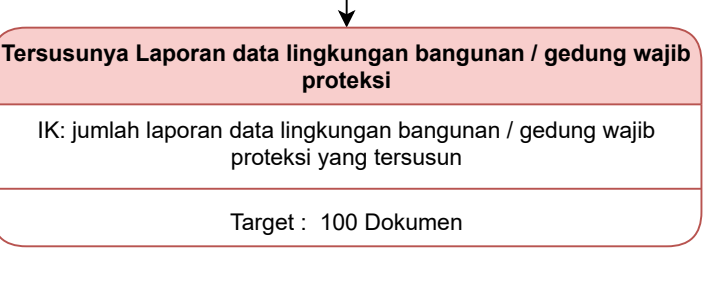 Tersusunya Laporan data lingkungan bangunan / gedung wajib
proteksi
IK: jumlah laporan data lingkungan bangunan / gedung wajib
proteksi yang tersusun
Target :  100 Dokumen